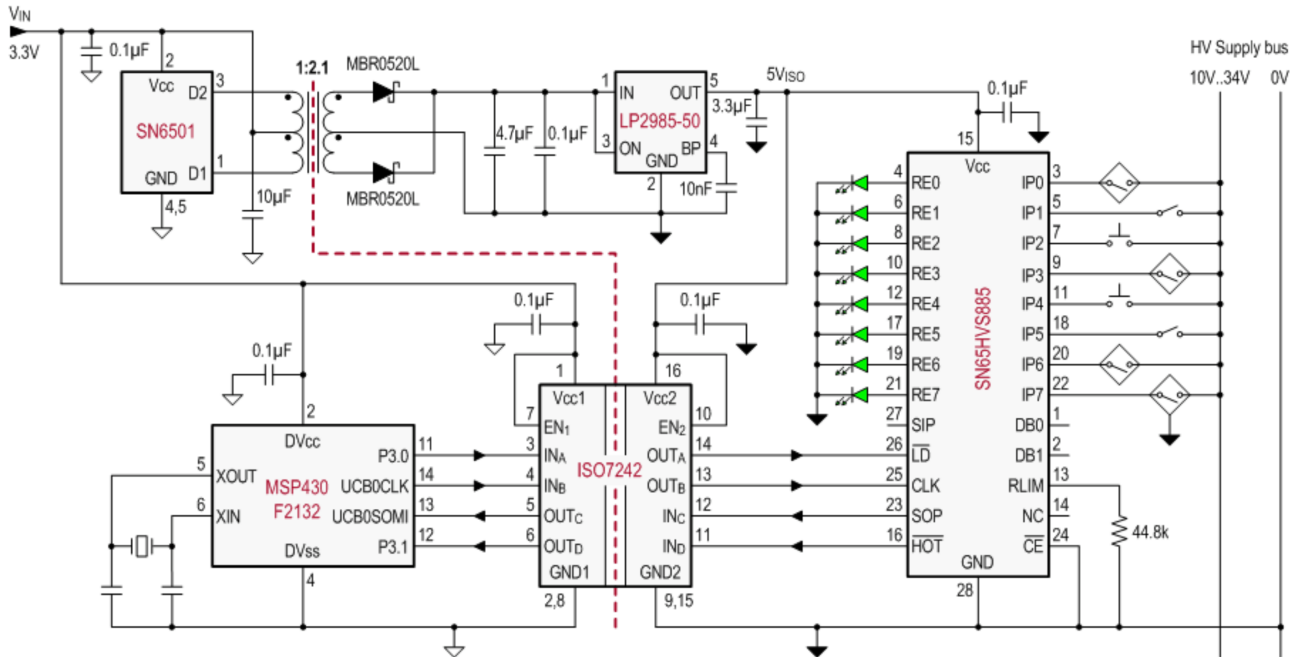 VIN
3.3V
0.1µF
2
Vcc
SN6501
D2
3
D1
1
GND
4,5
10µF
1:2.1
MBR0520L
MBR0520L
4.7µF
0.1µF
1
IN
OUT
5
LP2985-50
3
ON
BP
4
GND
2
10nF
3.3µF
5VISO
0.1µF
HV Supply bus
10V..34V
0V
15
Vcc
4
RE0
IP0
3
6
RE1
IP1
5
8
RE2
IP2
7
10
RE3
IP3
9
12
RE4
IP4
11
17
RE5
IP5
18
19
RE6
IP6
20
21
RE7
IP7
22
27
SIP
DB0
1
26
LD
DB1
2
25
CLK
RLIM
13
23
SOP
NC
14
16
HOT
CE
24
SN65HVS885
GND
28
44.8k
0.1µF
0.1µF
0.1µF
1
16
Vcc1
Vcc2
7
EN1
EN2
10
3
INA
OUTA
14
4
INB
OUTB
13
5
OUTC
INC
12
6
OUTD
IND
11
ISO7242
GND1
GND2
2,8
9,15
2
DVcc
5
XOUT
P3.0
11
MSP430
F2132
UCB0CLK
14
6
XIN
UCB0SOMI
13
DVss
P3.1
12
4